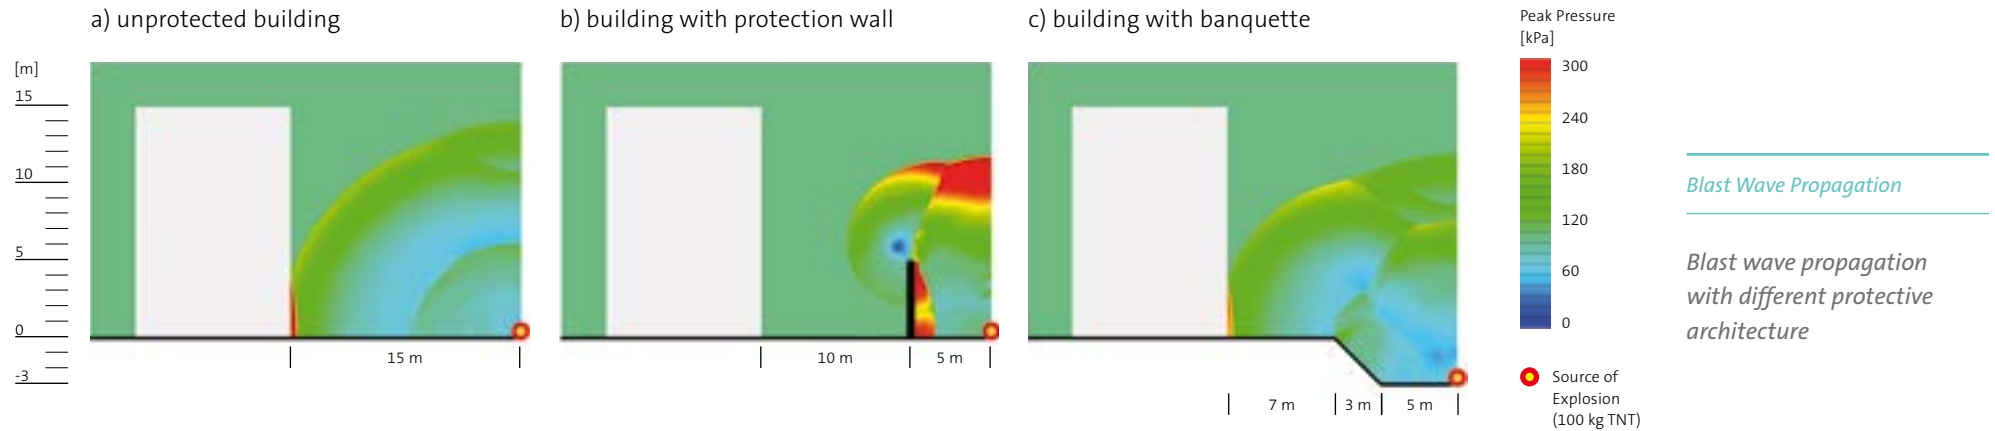 a) unprotected building
b) building with protection wall
c) building with banquette
Peak Pressure
[kPa]
[m]
15
10
5
0
-3
15 m
10 m
5 m
7 m
3 m
5 m
300
240
180
120
60
0
Source of
Explosion
(100 kg TNT)
Blast Wave Propagation
Blast wave propagation
with different protective
architecture